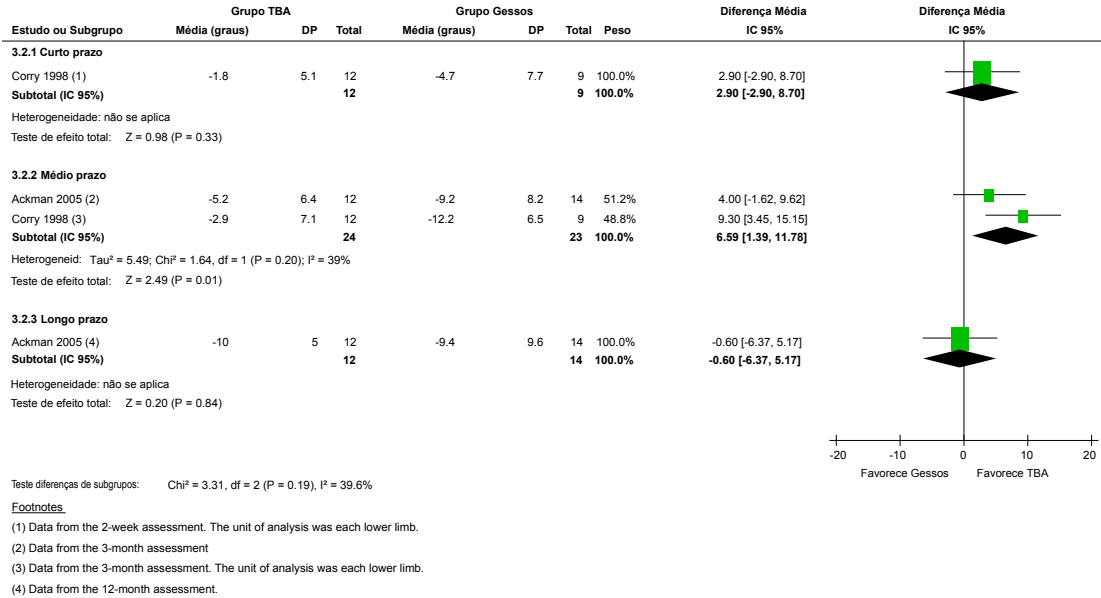 Grupo TBA Grupo Gessos Diferença Média Diferença Média
Estudo ou Subgrupo Média (graus) DP Total Média (graus) DP Total Peso IC 95% IC 95%
3.2.1 Curto prazo
Corry 1998 (1) -1.8 5.1 12 -4.7 7.7 9 100.0% 2.90 [-2.90, 8.70]
Subtotal (IC 95%) 12 9 100.0% 2.90 [-2.90, 8.70]
Heterogeneidade: não se aplica
Teste de efeito total: Z = 0.98 (P = 0.33)
3.2.2 Médio prazo
Ackman 2005 (2) -5.2 6.4 12 -9.2 8.2 14 51.2% 4.00 [-1.62, 9.62]
Corry 1998 (3) -2.9 7.1 12 -12.2 6.5 9 48.8% 9.30 [3.45, 15.15]
Subtotal (IC 95%) 24 23 100.0% 6.59 [1.39, 11.78]
Heterogeneid: Tau² = 5.49; Chi² = 1.64, df = 1 (P = 0.20); I² = 39%
Teste de efeito total: Z = 2.49 (P = 0.01)
3.2.3 Longo prazo
Ackman 2005 (4) -10 5 12 -9.4 9.6 14 100.0% -0.60 [-6.37, 5.17]
Subtotal (IC 95%) 12 14 100.0% -0.60 [-6.37, 5.17]
Heterogeneidade: não se aplica
Teste de efeito total: Z = 0.20 (P = 0.84)
-20 -10 0 10 20
Favorece Gessos Favorece TBA
Teste diferenças de subgrupos: Chi² = 3.31, df = 2 (P = 0.19), I² = 39.6%
Footnotes
(1) Data from the 2-week assessment. The unit of analysis was each lower limb.
(2) Data from the 3-month assessment
(3) Data from the 3-month assessment. The unit of analysis was each lower limb.
(4) Data from the 12-month assessment.